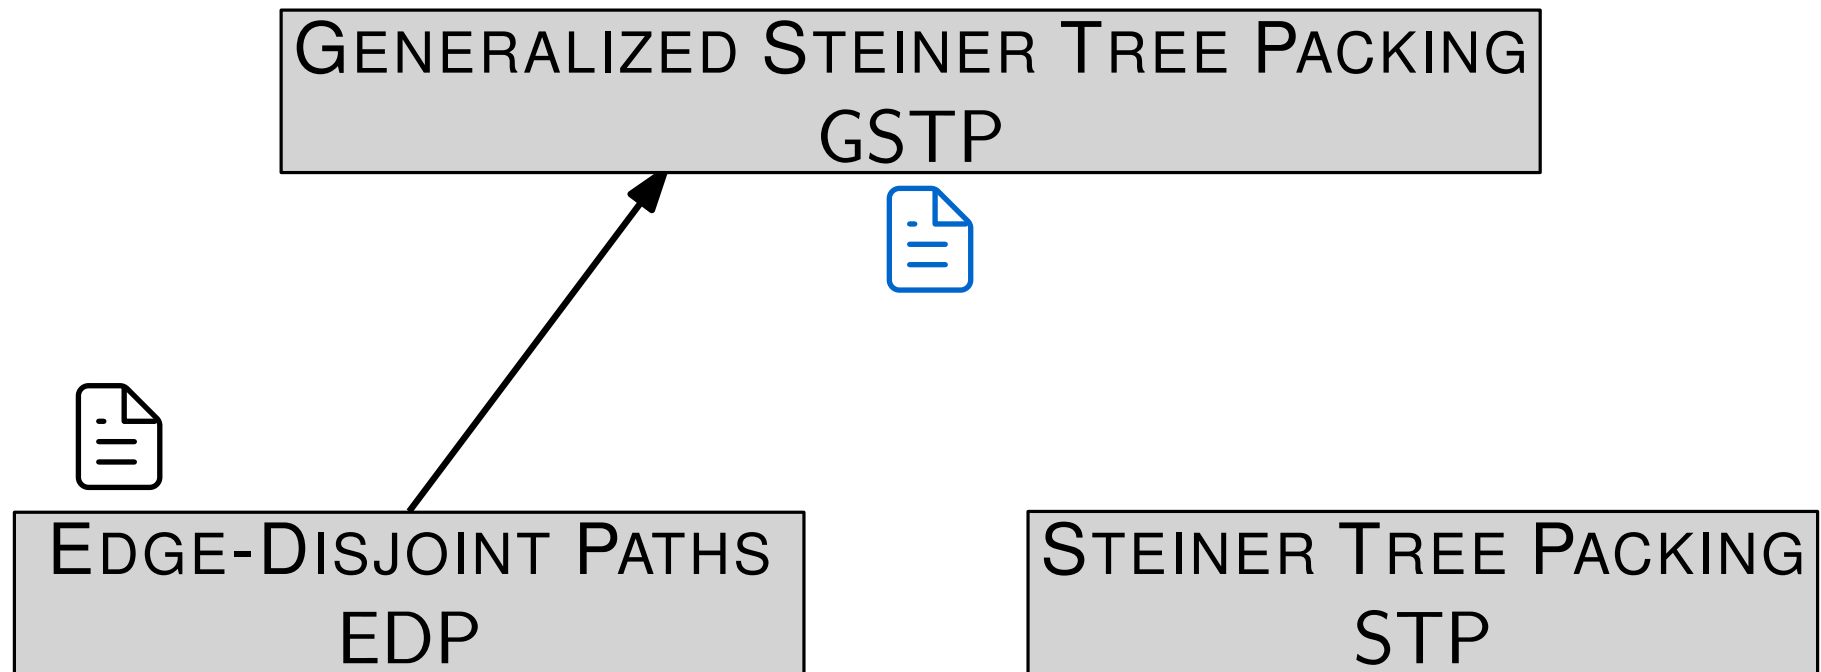 GENERALIZED STEINER TREE PACKING
GSTP
EDGE-DISJOINT PATHS
EDP
STEINER TREE PACKING
STP